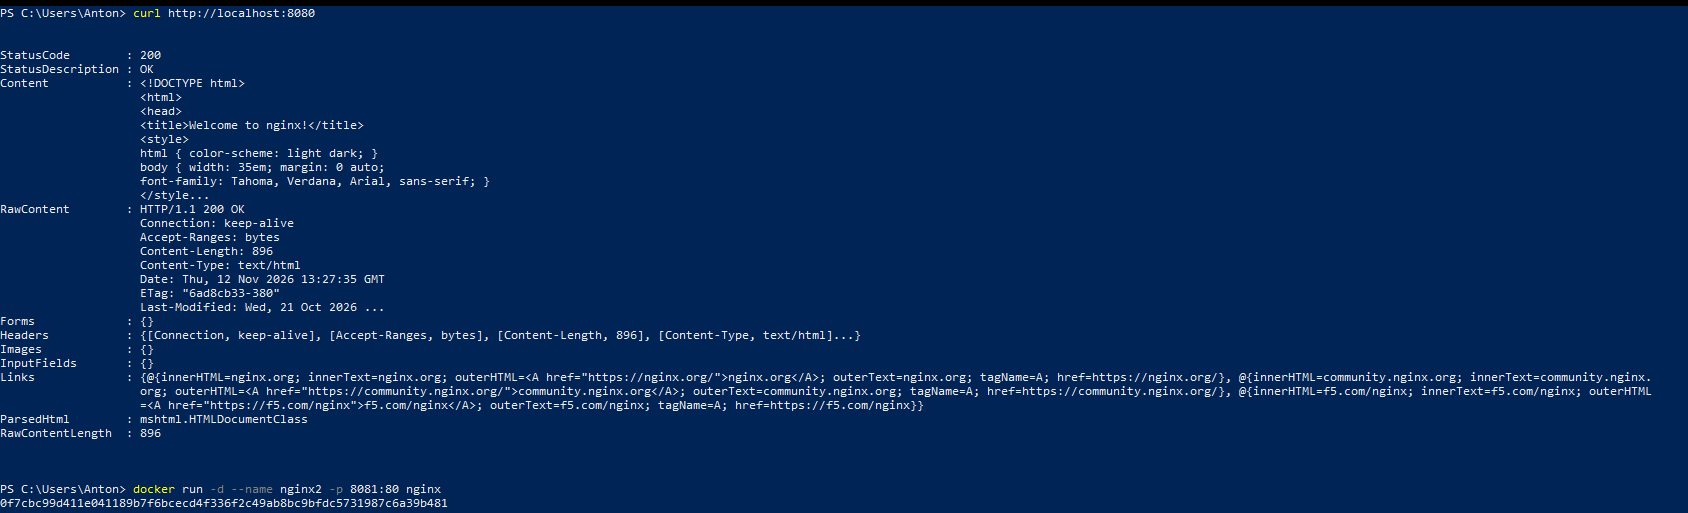 PS C:\Users\Anton> curl http://localhost:8080
StatusCode        : 200
StatusDescription : OK
Content           : <!DOCTYPE html>
                    <html>
                    <head>
                    <title>Welcome to nginx!</title>
                    <style>
                    html { color-scheme: light dark; }
                    body { width: 35em; margin: 0 auto;
                    font-family: Tahoma, Verdana, Arial, sans-serif; }
                    </style...
RawContent        : HTTP/1.1 200 OK
                    Connection: keep-alive
                    Accept-Ranges: bytes
                    Content-Length: 896
                    Content-Type: text/html
                    Date: Thu, 12 Nov 2026 13:27:35 GMT
                    ETag: "6ad8cb33-380"
                    Last-Modified: Wed, 21 Oct 2026 ...
Forms             : {}
Headers           : {[Connection, keep-alive], [Accept-Ranges, bytes], [Content-Length, 896], [Content-Type, text/html]...}
Images            : {}
InputFields       : {}
Links             : {@{innerHTML=nginx.org; innerText=nginx.org; outerHTML=<A href="https://nginx.org/">nginx.org</A>; outerText=nginx.org; tagName=A; href=https://nginx.org/}, @{innerHTML=community.nginx.org; innerText=community.nginx.
                    org; outerHTML=<A href="https://community.nginx.org/">community.nginx.org</A>; outerText=community.nginx.org; tagName=A; href=https://community.nginx.org/}, @{innerHTML=f5.com/nginx; innerText=f5.com/nginx; outerHTML
                    =<A href="https://f5.com/nginx">f5.com/nginx</A>; outerText=f5.com/nginx; tagName=A; href=https://f5.com/nginx}}
ParsedHtml        : mshtml.HTMLDocumentClass
RawContentLength  : 896
PS C:\Users\Anton> docker run -d --name nginx2 -p 8081:80 nginx
0f7cbc99d411e041189b7f6bcecd4f336f2c49ab8bc9bfdc5731987c6a39b481